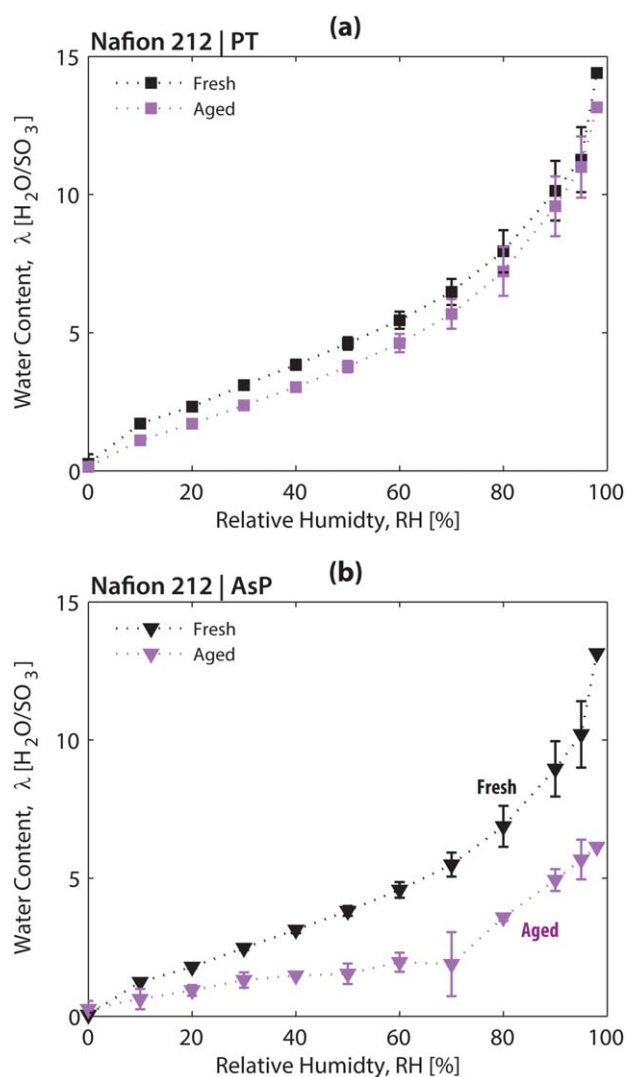 (a)
Nafion 212 | PT
Fresh
Aged
15
10
5
0
Water Content, λ [H₂O/SO₃]
0 20 40 60 80 100
Relative Humidty, RH [%]
(b)
Nafion 212 | AsP
Fresh
Aged
15
10
5
0
Water Content, λ [H₂O/SO₃]
Fresh
Aged
0 20 40 60 80 100
Relative Humidty, RH [%]